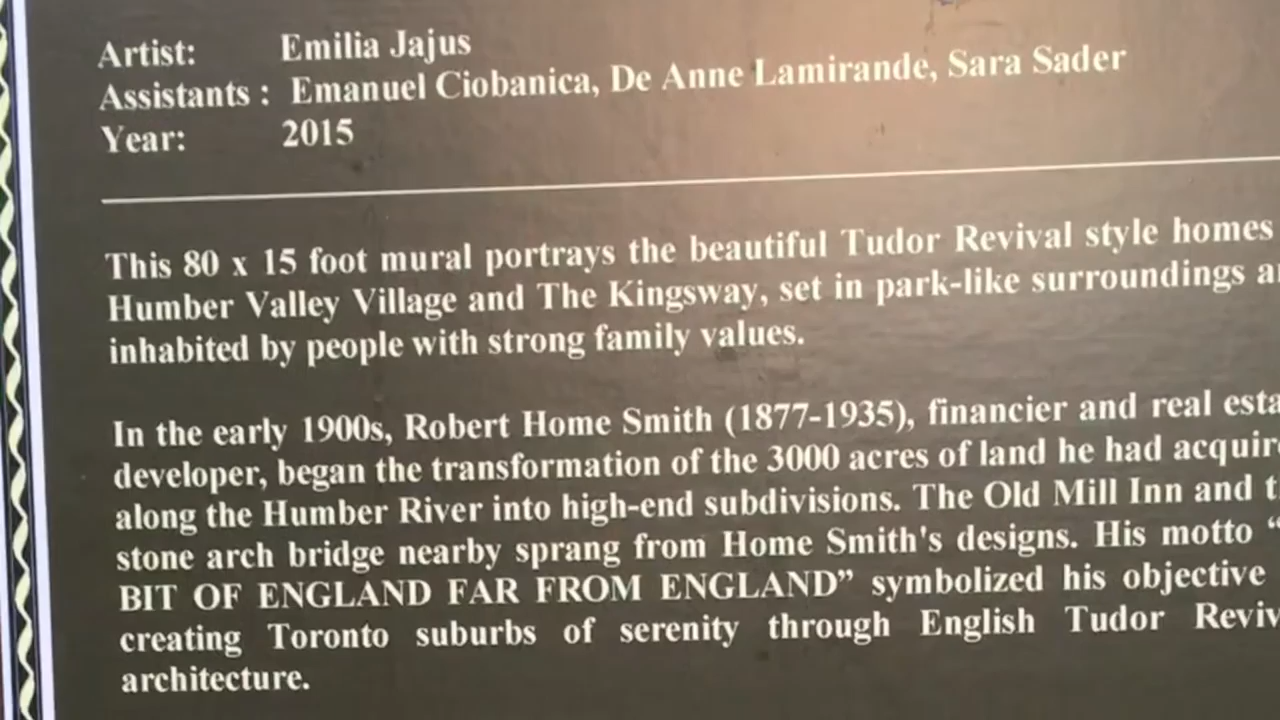 Artist: Emilia Jajus
Assistants : Emanuel Ciobanica, De Anne Lamirande, Sara Sader
Year: 2015
This 80 x 15 foot mural portrays the beautiful Tudor Revival style homes
Humber Valley Village and The Kingsway, set in park-like surroundings
inhabited by people with strong family values.
In the early 1900s, Robert Home Smith (1877-1935), financier and real
developer, began the transformation of the 3000 acres of land he had
along the Humber River into high-end subdivisions. The Old Mill Inn and
stone arch bridge nearby sprang from Home Smith's designs. His motto
BIT OF ENGLAND FAR FROM ENGLAND” symbolized his objective
creating Toronto suburbs of serenity through English Tudor
architecture.